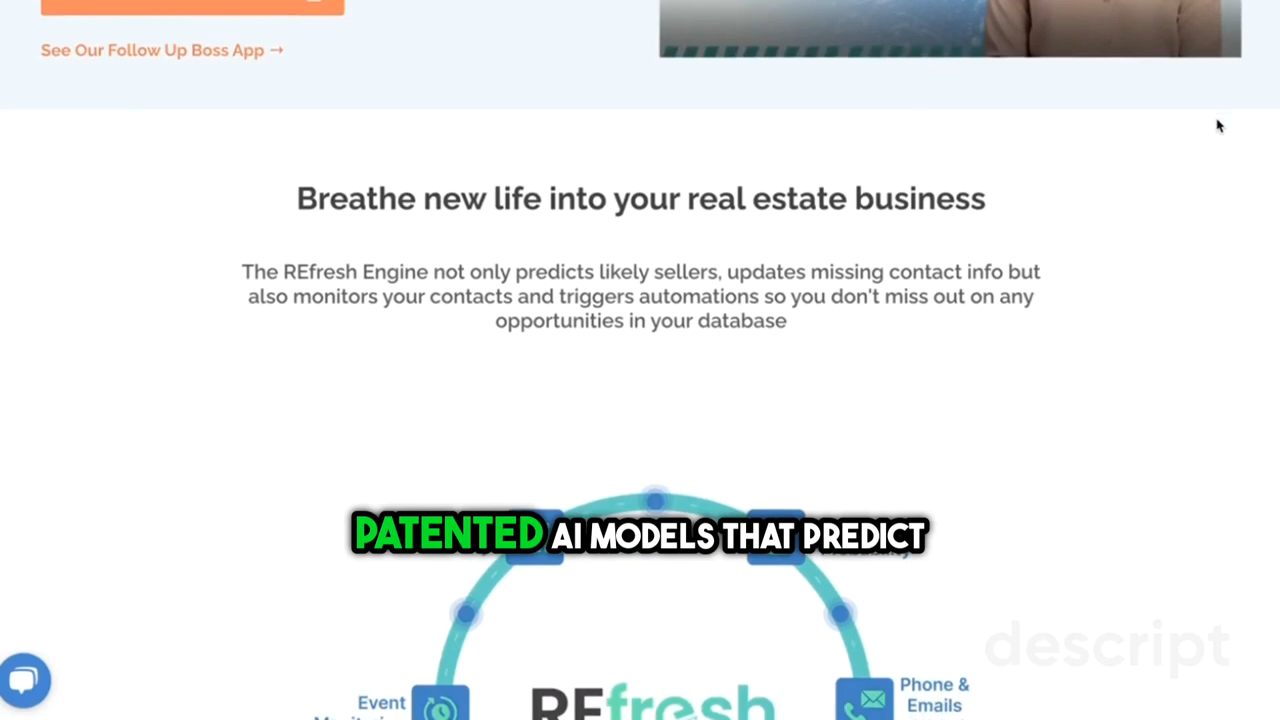 See Our Follow Up Boss App →
Breathe new life into your real estate business
The REfresh Engine not only predicts likely sellers, updates missing contact info but
also monitors your contacts and triggers automations so you don't miss out on any
opportunities in your database
PATENTED AI MODELS THAT PREDICT
descript
Event
REfresh
Phone &
Emails